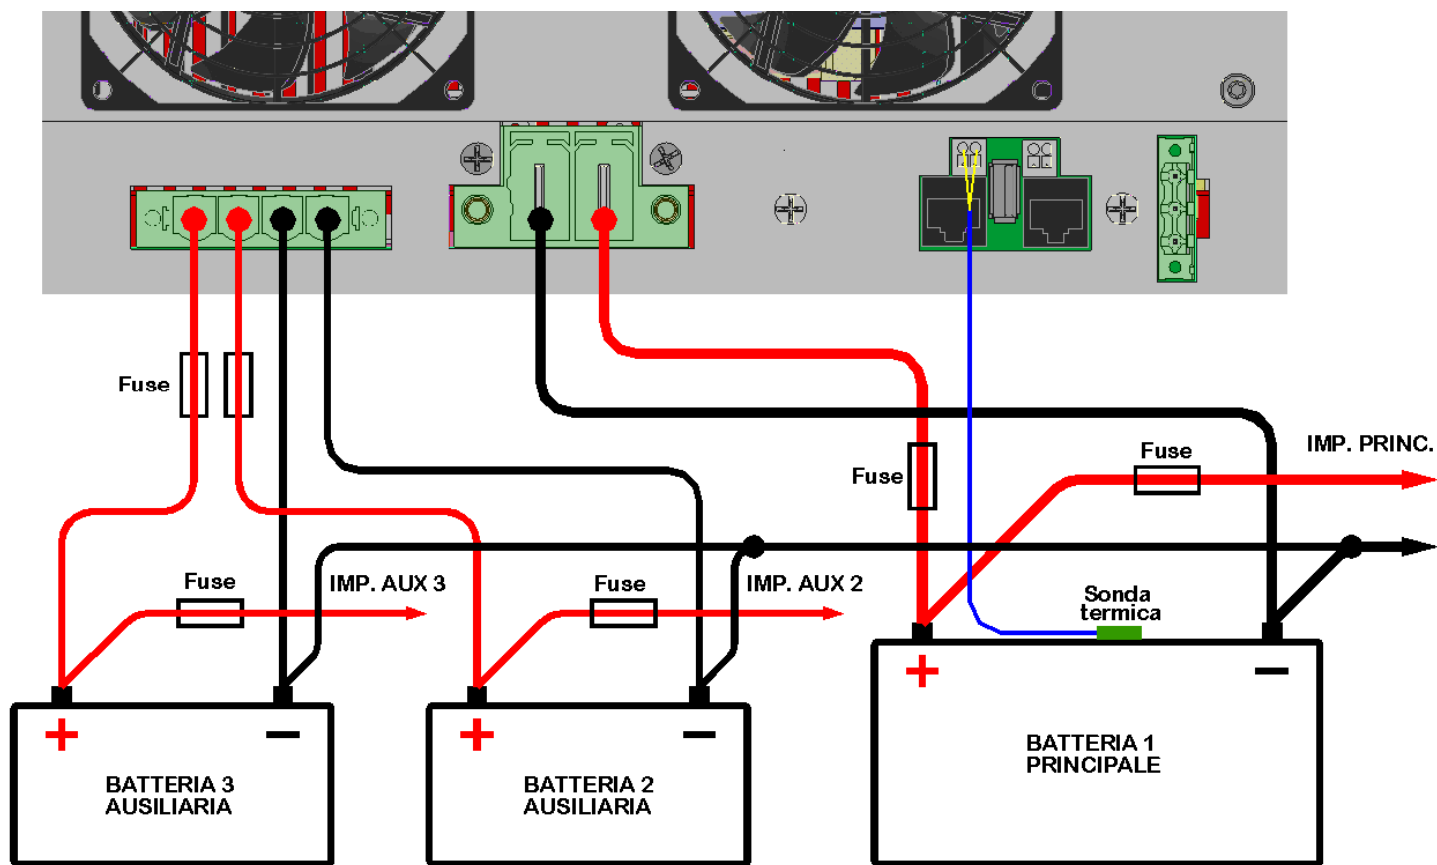 Fuse
Fuse
Fuse
IMP. PRINC.
Fuse
IMP. AUX 3
Fuse
IMP. AUX 2
Sonda
termica
+
−
+
−
+
−
BATTERIA 3
AUSILIARIA
BATTERIA 2
AUSILIARIA
BATTERIA 1
PRINCIPALE